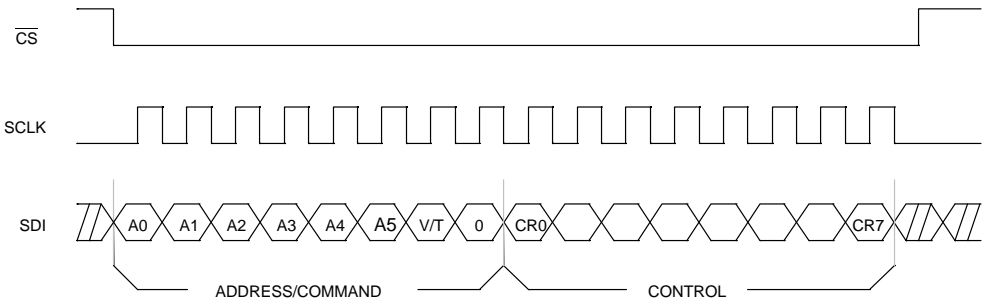 CS
SCLK
SDI A0 A1 A2 A3 A4 A5 V/T 0 CR0 CR7
ADDRESS/COMMAND CONTROL